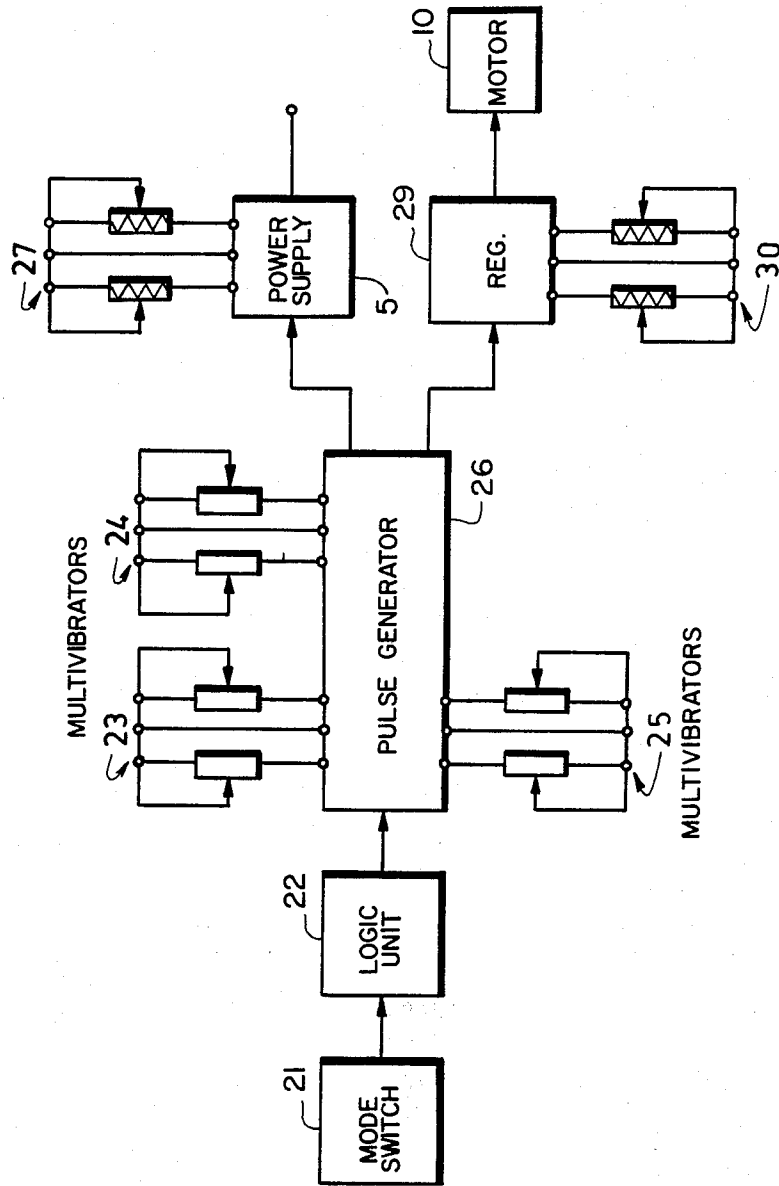 21
MODE
SWITCH
22
LOGIC
UNIT
MULTIVIBRATORS
23
24
PULSE GENERATOR
26
25
MULTIVIBRATORS
27
POWER
SUPPLY
5
29
REG.
30
10
MOTOR